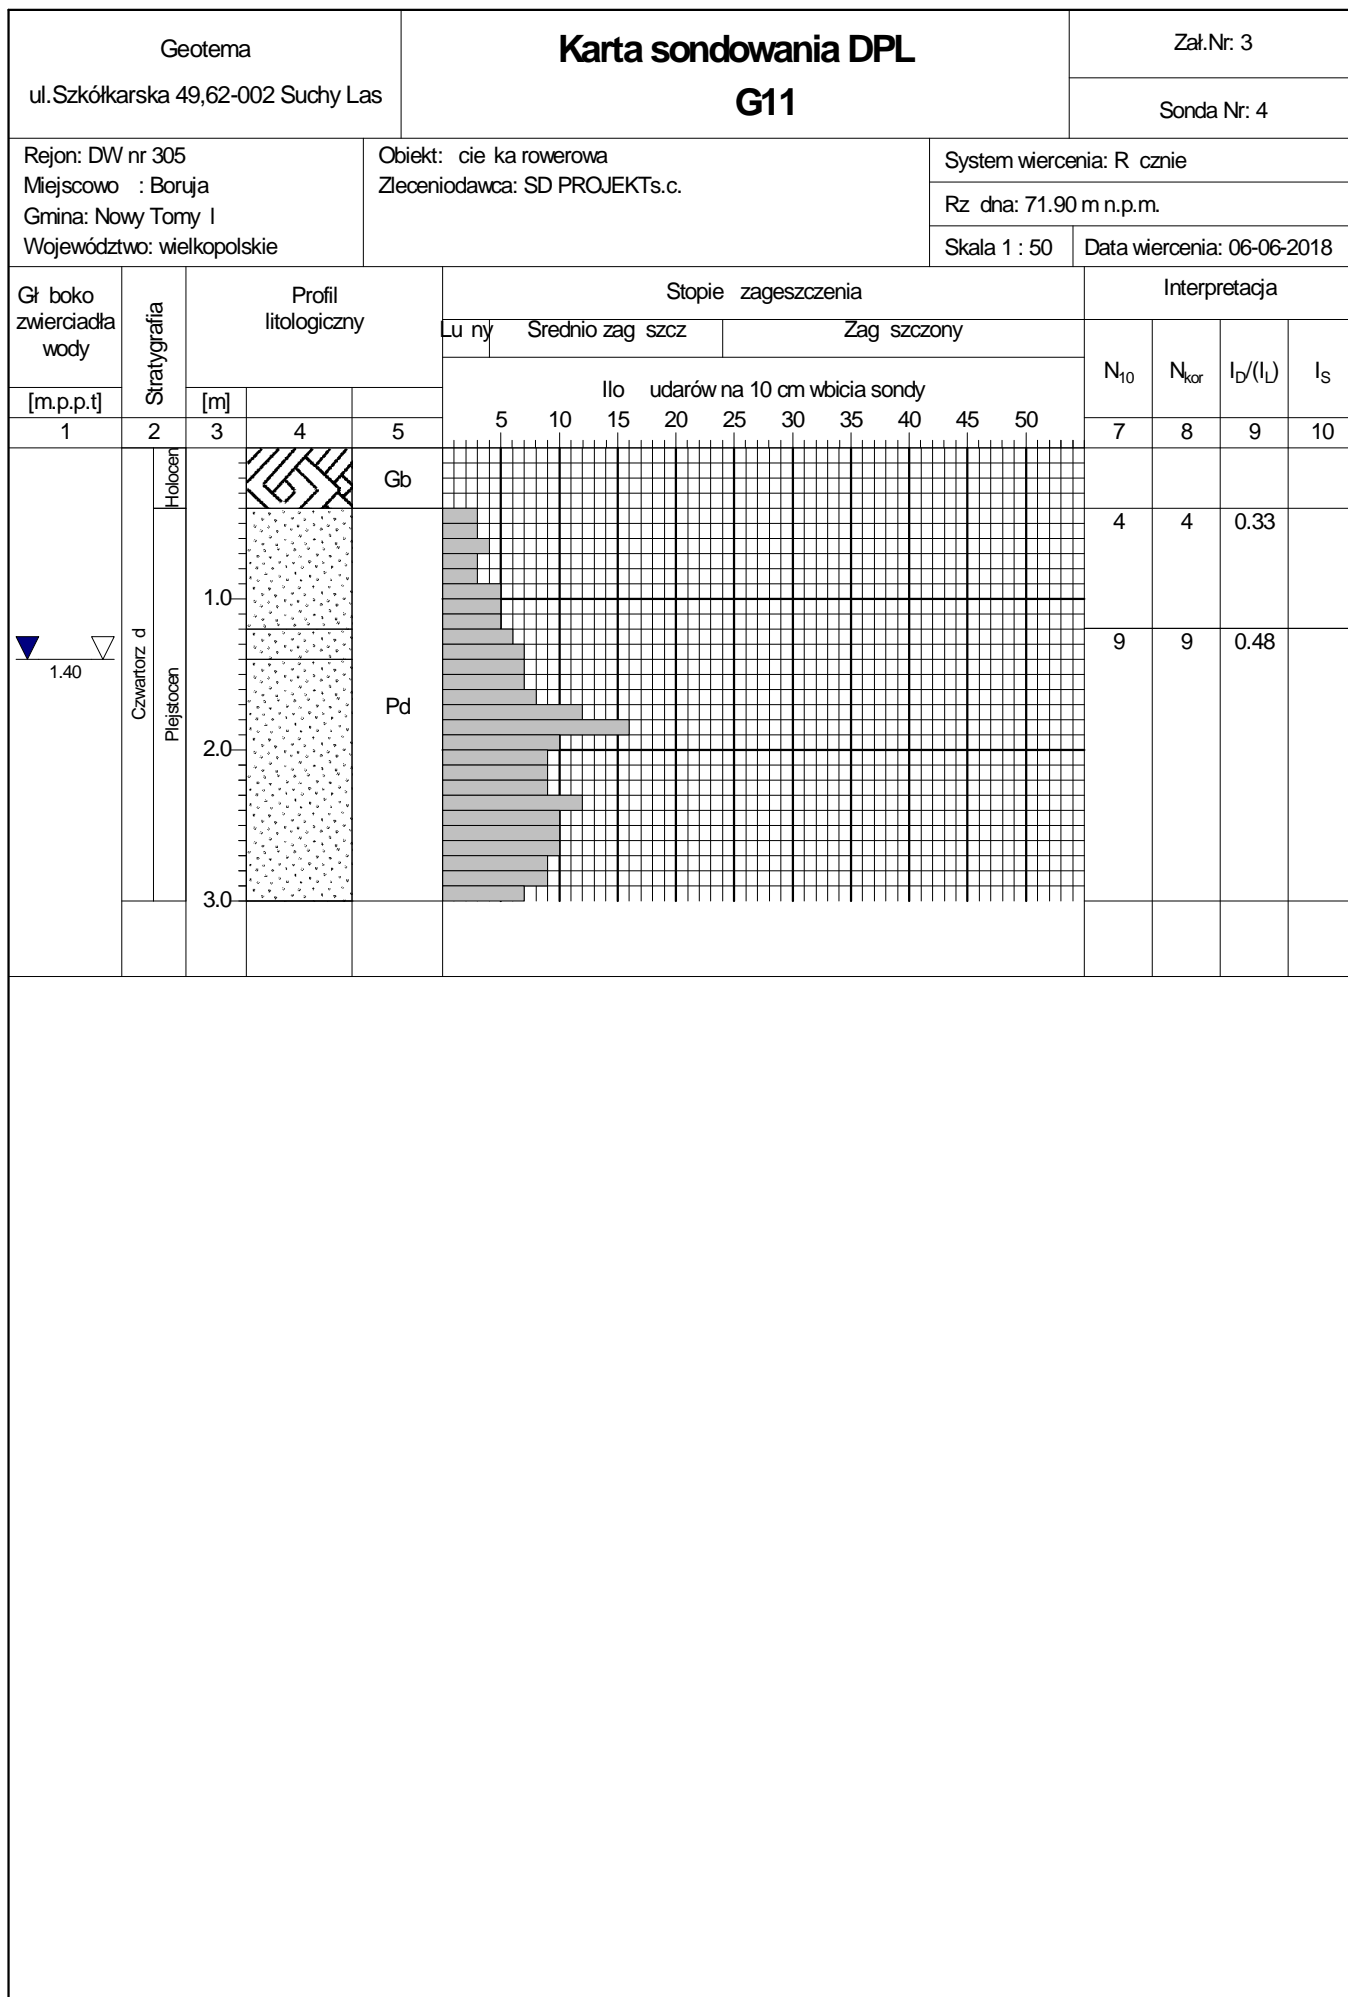 Geotema
ul.Szkółkarska 49,62-002 Suchy Las
Karta sondowania DPL
G11
Zał.Nr: 3
Sonda Nr: 4
Rejon: DW nr 305
Miejscowo : Boruja
Gmina: Nowy Tomy l
Województwo: wielkopolskie
Obiekt: cie ka rowerowa
Zleceniodawca: SD PROJEKTs.c.
System wiercenia: R cznie
Rz dna: 71.90 m n.p.m.
Skala 1 : 50
Data wiercenia: 06-06-2018
Gł boko
zwierciadła
wody
[m.p.p.t]
Stratygrafia
Profil
litologiczny
[m]
Stopie zageszczenia
Lu ny
Srednio zag szcz
Zag szczony
Ilo udarów na 10 cm wbicia sondy
5 10 15 20 25 30 35 40 45 50
Interpretacja
N10
Nkor
ID/(IL)
IS
1 2 3 4 5 7 8 9 10
Holocen
Gb
4 4 0.33
1.0
Czwartorz d
Plejstocen
1.40
9 9 0.48
Pd
2.0
3.0